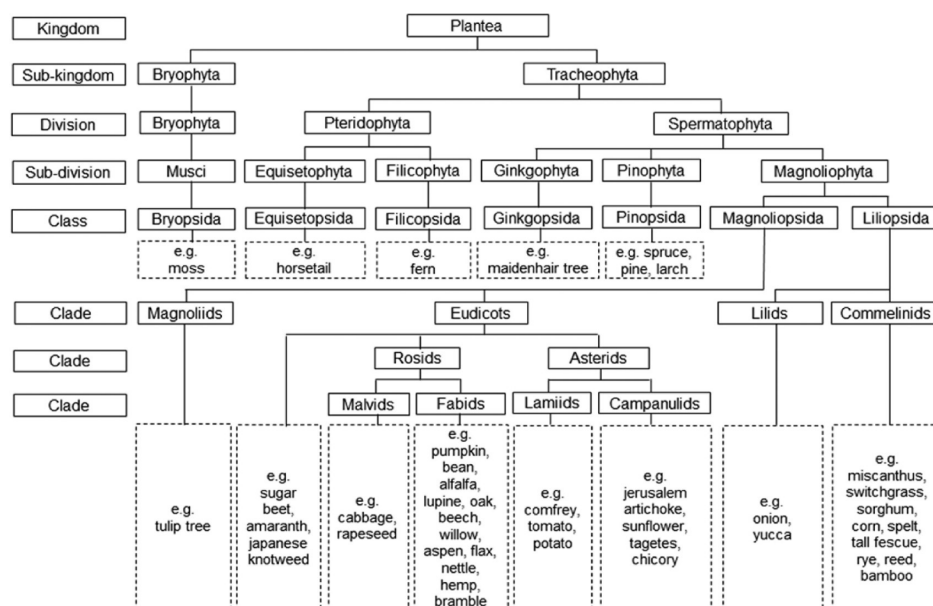 Kingdom
Plantea
Sub-kingdom
Bryophyta
Tracheophyta
Division
Bryophyta
Pteridophyta
Spermatophyta
Sub-division
Musci
Equisetophyta
Filicophyta
Ginkgophyta
Pinophyta
Magnoliophyta
Class
Bryopsida
Equisetopsida
Filicopsida
Ginkgopsida
Pinopsida
Magnoliopsida
Liliopsida
e.g.
moss
e.g.
horsetail
e.g.
fern
e.g.
maidenhair tree
e.g. spruce,
pine, larch
Clade
Magnoliids
Eudicots
Lilids
Commelinids
Clade
Rosids
Asterids
Clade
Malvids
Fabids
Lamiids
Campanulids
e.g.
tulip tree
e.g.
sugar
beet,
amaranth,
japanese
knotweed
e.g.
cabbage,
rapeseed
e.g.
pumpkin,
bean,
alfalfa,
lupine, oak,
beech,
willow,
aspen, flax,
nettle,
hemp,
bramble
e.g.
comfrey,
tomato,
potato
e.g.
jerusalem
artichoke,
sunflower,
tagetes,
chicory
e.g.
onion,
yucca
e.g.
miscanthus,
switchgrass,
sorghum,
corn, spelt,
tall fescue,
rye, reed,
bamboo